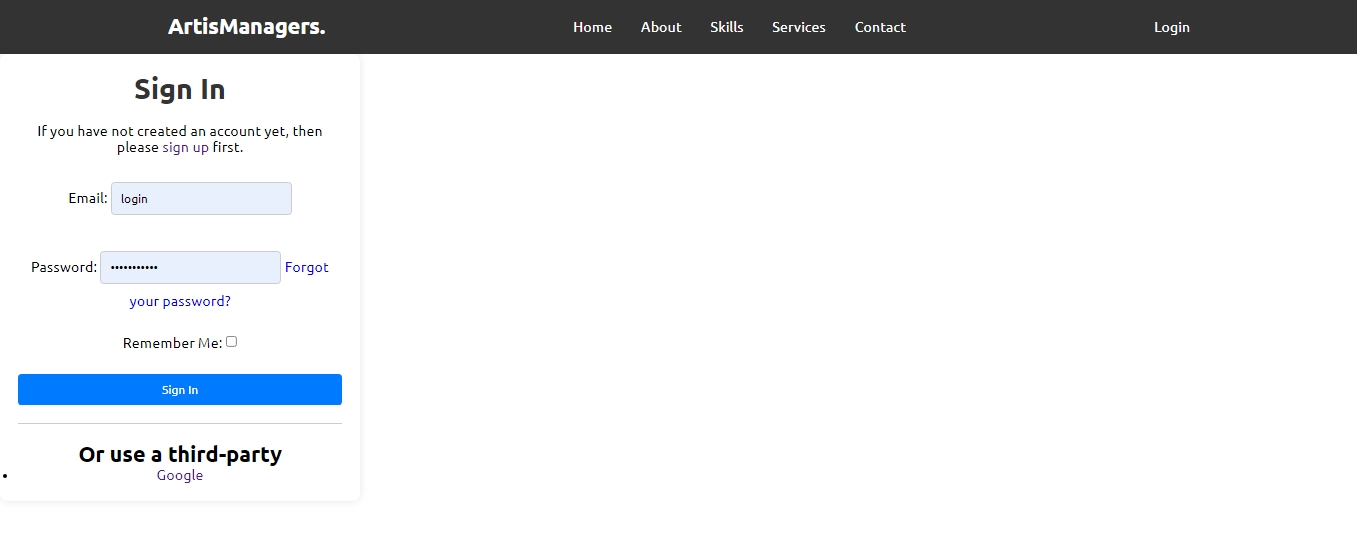 ArtisManagers. Home About Skills Services Contact Login
Sign In
If you have not created an account yet, then
please sign up first.
Email: login
Password: ••••••••••• Forgot
your password?
Remember Me:
Sign In
Or use a third-party
• Google